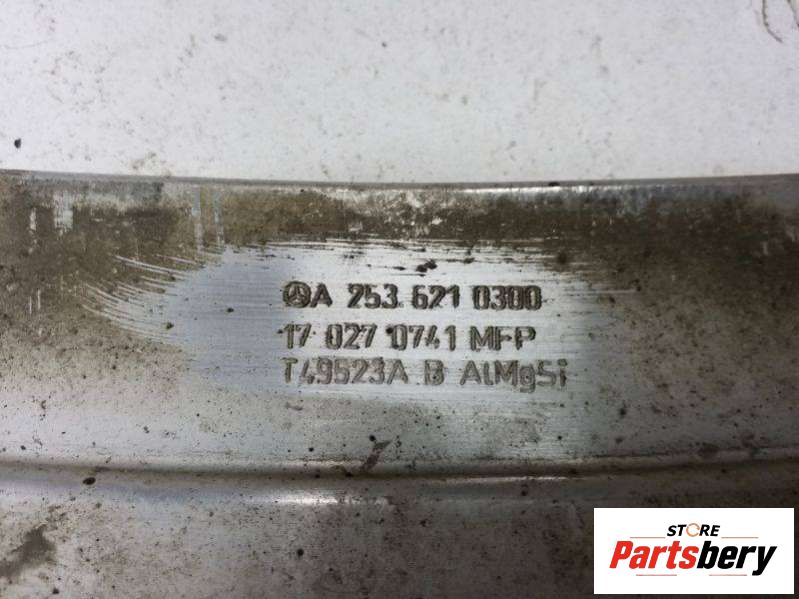 A 253 621 0300
17 027 0741 MFP
T49523A B AlMgSi
STORE
Partsbery